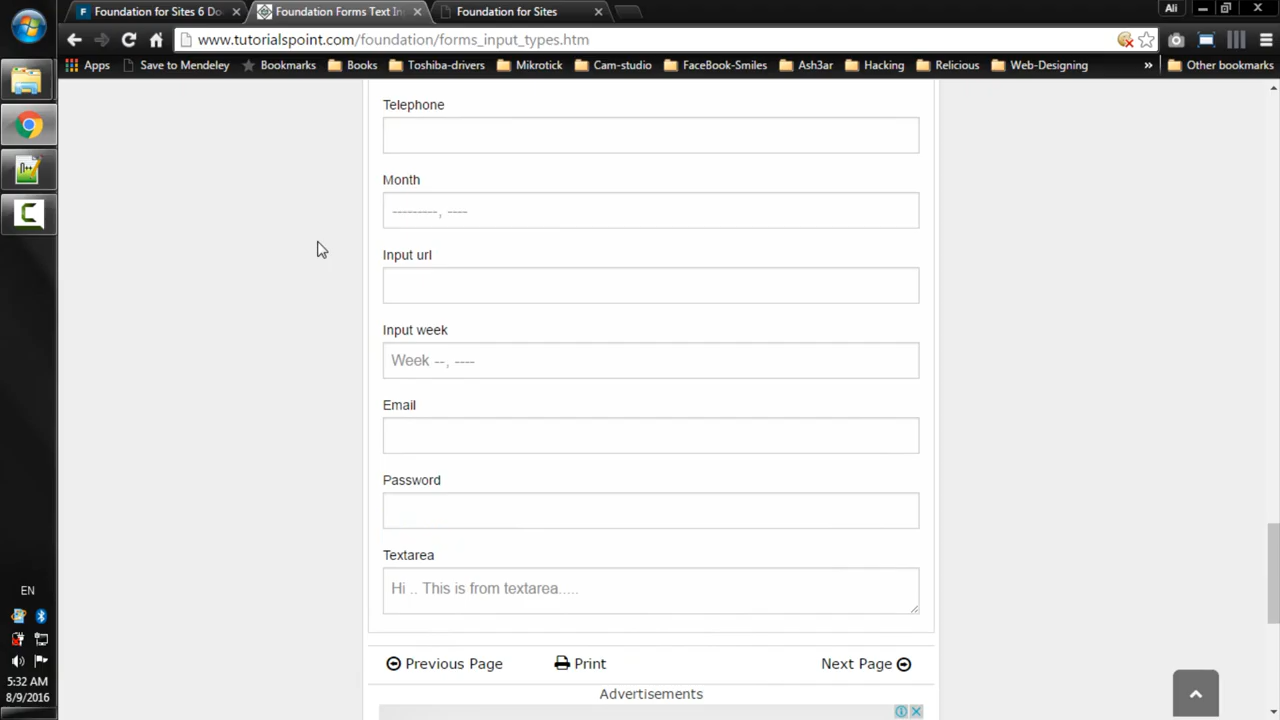 Foundation for Sites 6 Do
Foundation Forms Text In
Foundation for Sites
Ali
www.tutorialspoint.com/foundation/forms_input_types.htm
Apps
Save to Mendeley
Bookmarks
Books
Toshiba-drivers
Mikrotick
Cam-studio
FaceBook-Smiles
Ash3ar
Hacking
Relicious
Web-Designing
»
Other bookmarks
Telephone
Month
---------, ----
Input url
Input week
Week --, ----
Email
Password
Textarea
Hi .. This is from textarea.....
Previous Page
Print
Next Page
Advertisements
EN
5:32 AM
8/9/2016